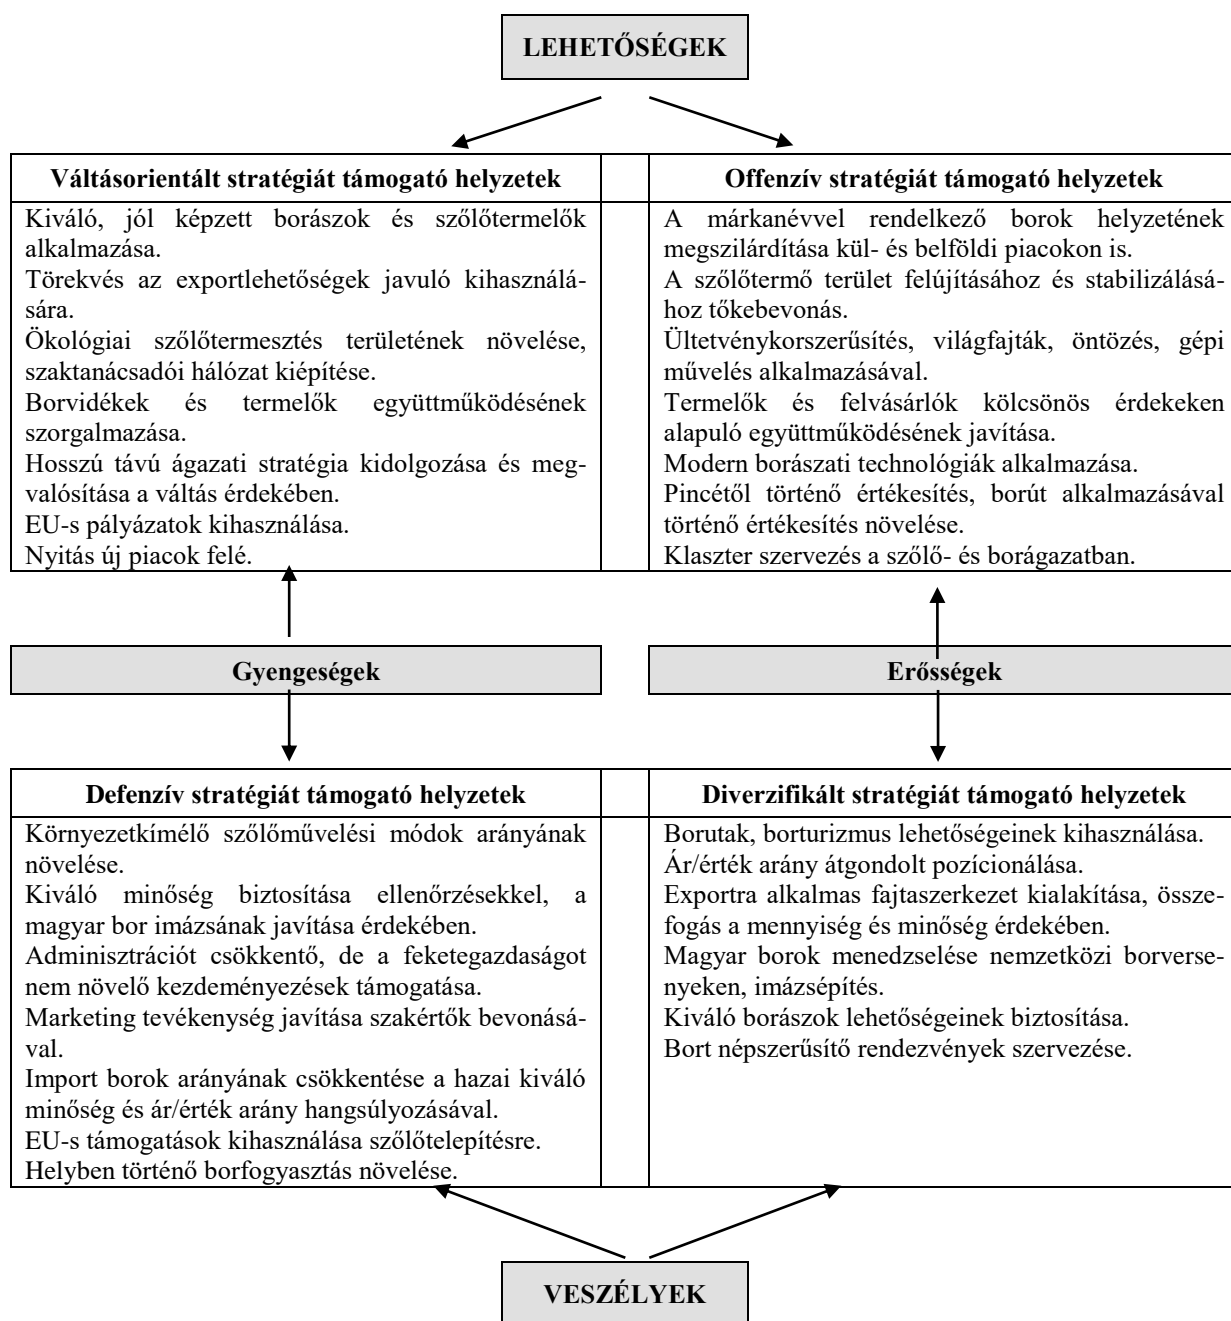 LEHETŐSÉGEK
Váltásorientált stratégiát támogató helyzetek
Kiváló, jól képzett borászok és szőlőtermelők
alkalmazása.
Törekvés az exportlehetőségek javuló kihasználá-
sára.
Ökológiai szőlőtermesztés területének növelése,
szaktanácsadói hálózat kiépítése.
Borvidékek és termelők együttműködésének
szorgalmazása.
Hosszú távú ágazati stratégia kidolgozása és meg-
valósítása a váltás érdekében.
EU-s pályázatok kihasználása.
Nyitás új piacok felé.
Offenzív stratégiát támogató helyzetek
A márkanévvel rendelkező borok helyzetének
megszilárdítása kül- és belföldi piacokon is.
A szőlőtermő terület felújításához és stabilizálásá-
hoz tőkebevonás.
Ültetvénykorszerűsítés, világfajták, öntözés, gépi
művelés alkalmazásával.
Termelők és felvásárlók kölcsönös érdekeken
alapuló együttműködésének javítása.
Modern borászati technológiák alkalmazása.
Pincétől történő értékesítés, borút alkalmazásával
történő értékesítés növelése.
Klaszter szervezés a szőlő- és borágazatban.
Gyengeségek
Erősségek
Defenzív stratégiát támogató helyzetek
Környezetkímélő szőlőművelési módok arányának
növelése.
Kiváló minőség biztosítása ellenőrzésekkel, a
magyar bor imázsának javítása érdekében.
Adminisztrációt csökkentő, de a feketegazdaságot
nem növelő kezdeményezések támogatása.
Marketing tevékenység javítása szakértők bevonásá-
val.
Import borok arányának csökkentése a hazai kiváló
minőség és ár/érték arány hangsúlyozásával.
EU-s támogatások kihasználása szőlőtelepítésre.
Helyben történő borfogyasztás növelése.
Diverzifikált stratégiát támogató helyzetek
Borutak, borturizmus lehetőségeinek kihasználása.
Ár/érték arány átgondolt pozícionálása.
Exportra alkalmas fajtaszerkezet kialakítása, össze-
fogás a mennyiség és minőség érdekében.
Magyar borok menedzselése nemzetközi borverse-
nyeken, imázsépítés.
Kiváló borászok lehetőségeinek biztosítása.
Bort népszerűsítő rendezvények szervezése.
VESZÉLYEK